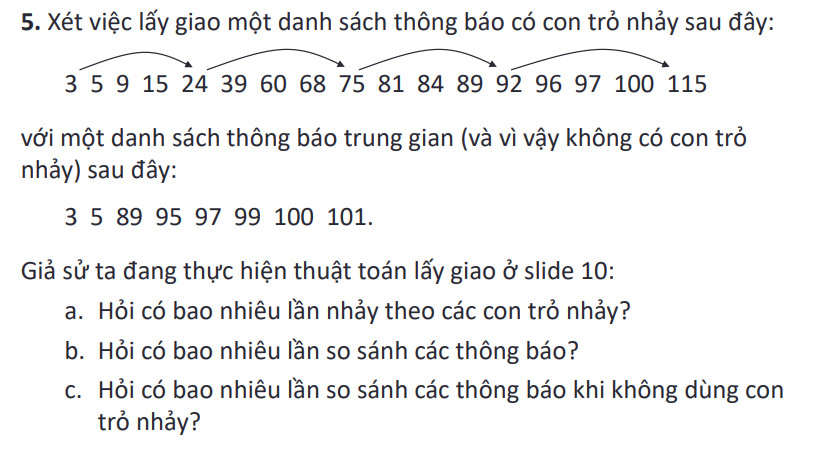 5. Xét việc lấy giao một danh sách thông báo có con trỏ nhảy sau đây:
3 5 9 15 24 39 60 68 75 81 84 89 92 96 97 100 115
với một danh sách thông báo trung gian (và vì vậy không có con trỏ
nhảy) sau đây:
3 5 89 95 97 99 100 101.
Giả sử ta đang thực hiện thuật toán lấy giao ở slide 10:
a. Hỏi có bao nhiêu lần nhảy theo các con trỏ nhảy?
b. Hỏi có bao nhiêu lần so sánh các thông báo?
c. Hỏi có bao nhiêu lần so sánh các thông báo khi không dùng con
trỏ nhảy?